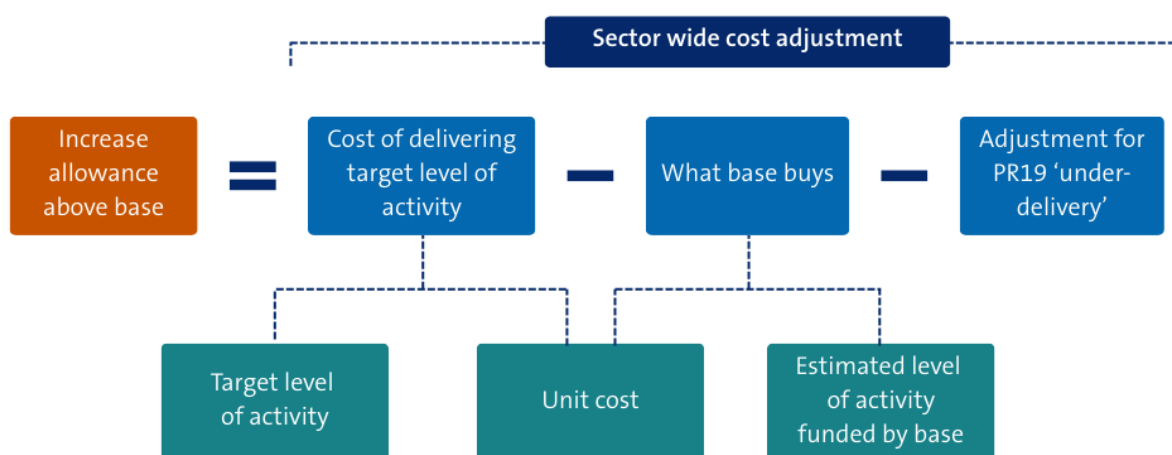 Sector wide cost adjustment
Increase
allowance
above base
=
Cost of delivering
target level of
activity
–
What base buys
–
Adjustment for
PR19 ‘under-
delivery’
Target level
of activity
Unit cost
Estimated level
of activity
funded by base